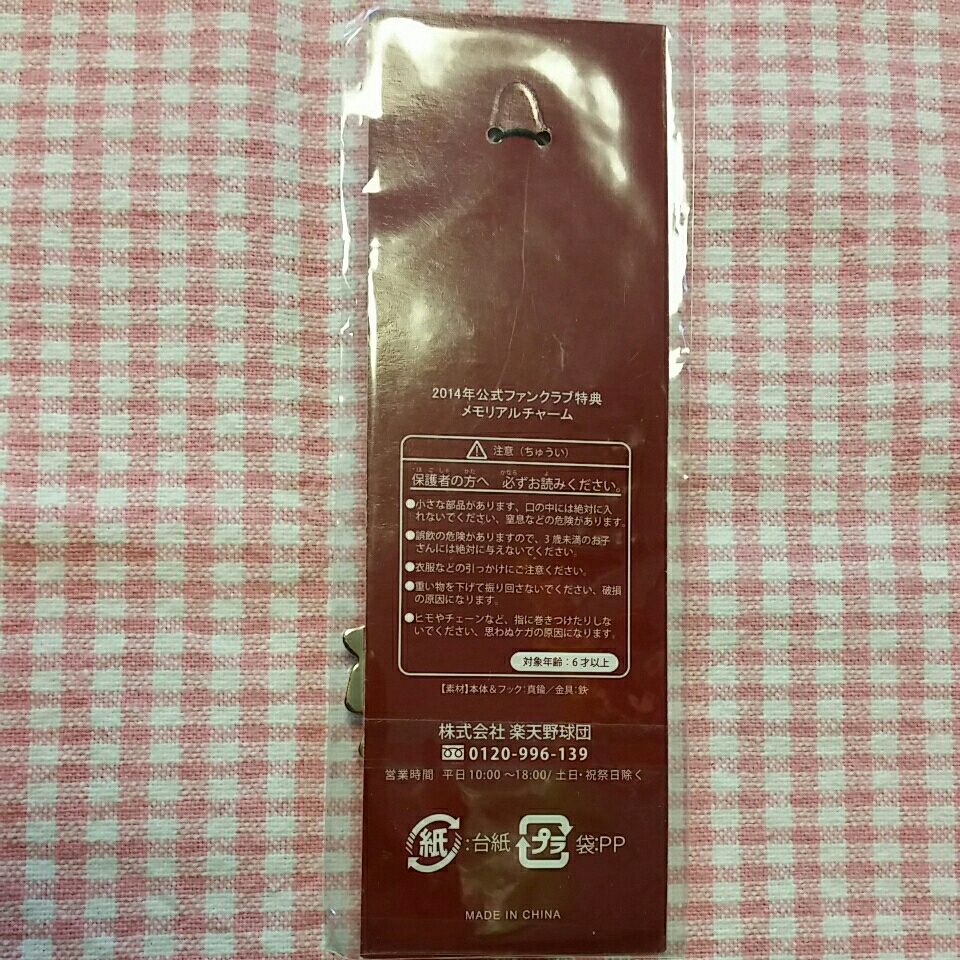 2014年公式ファンクラブ特典
メモリアルチャーム
注意（ちゅうい）
ほごしゃ かた かなら
保護者の方へ 必ずお読みください。
●小さな部品があります、口の中には絶対に入
れないでください、窒息などの危険があります。
●誤飲の危険がありますので、3歳未満のお子
さんには絶対に与えないでください。
●衣服などの引っかけにご注意ください。
●重い物を下げて振り回さないでください、破損
の原因になります。
●ヒモやチェーンなど、指に巻きつけたりしな
いでください、思わぬケガの原因になります。
対象年齢：6才以上
【素材】本体＆フック：真鍮／金具：鉄
株式会社 楽天野球団
0120-996-139
営業時間 平日10:00～18:00/土日・祝祭日除く
紙：台紙 プラ 袋：PP
MADE IN CHINA